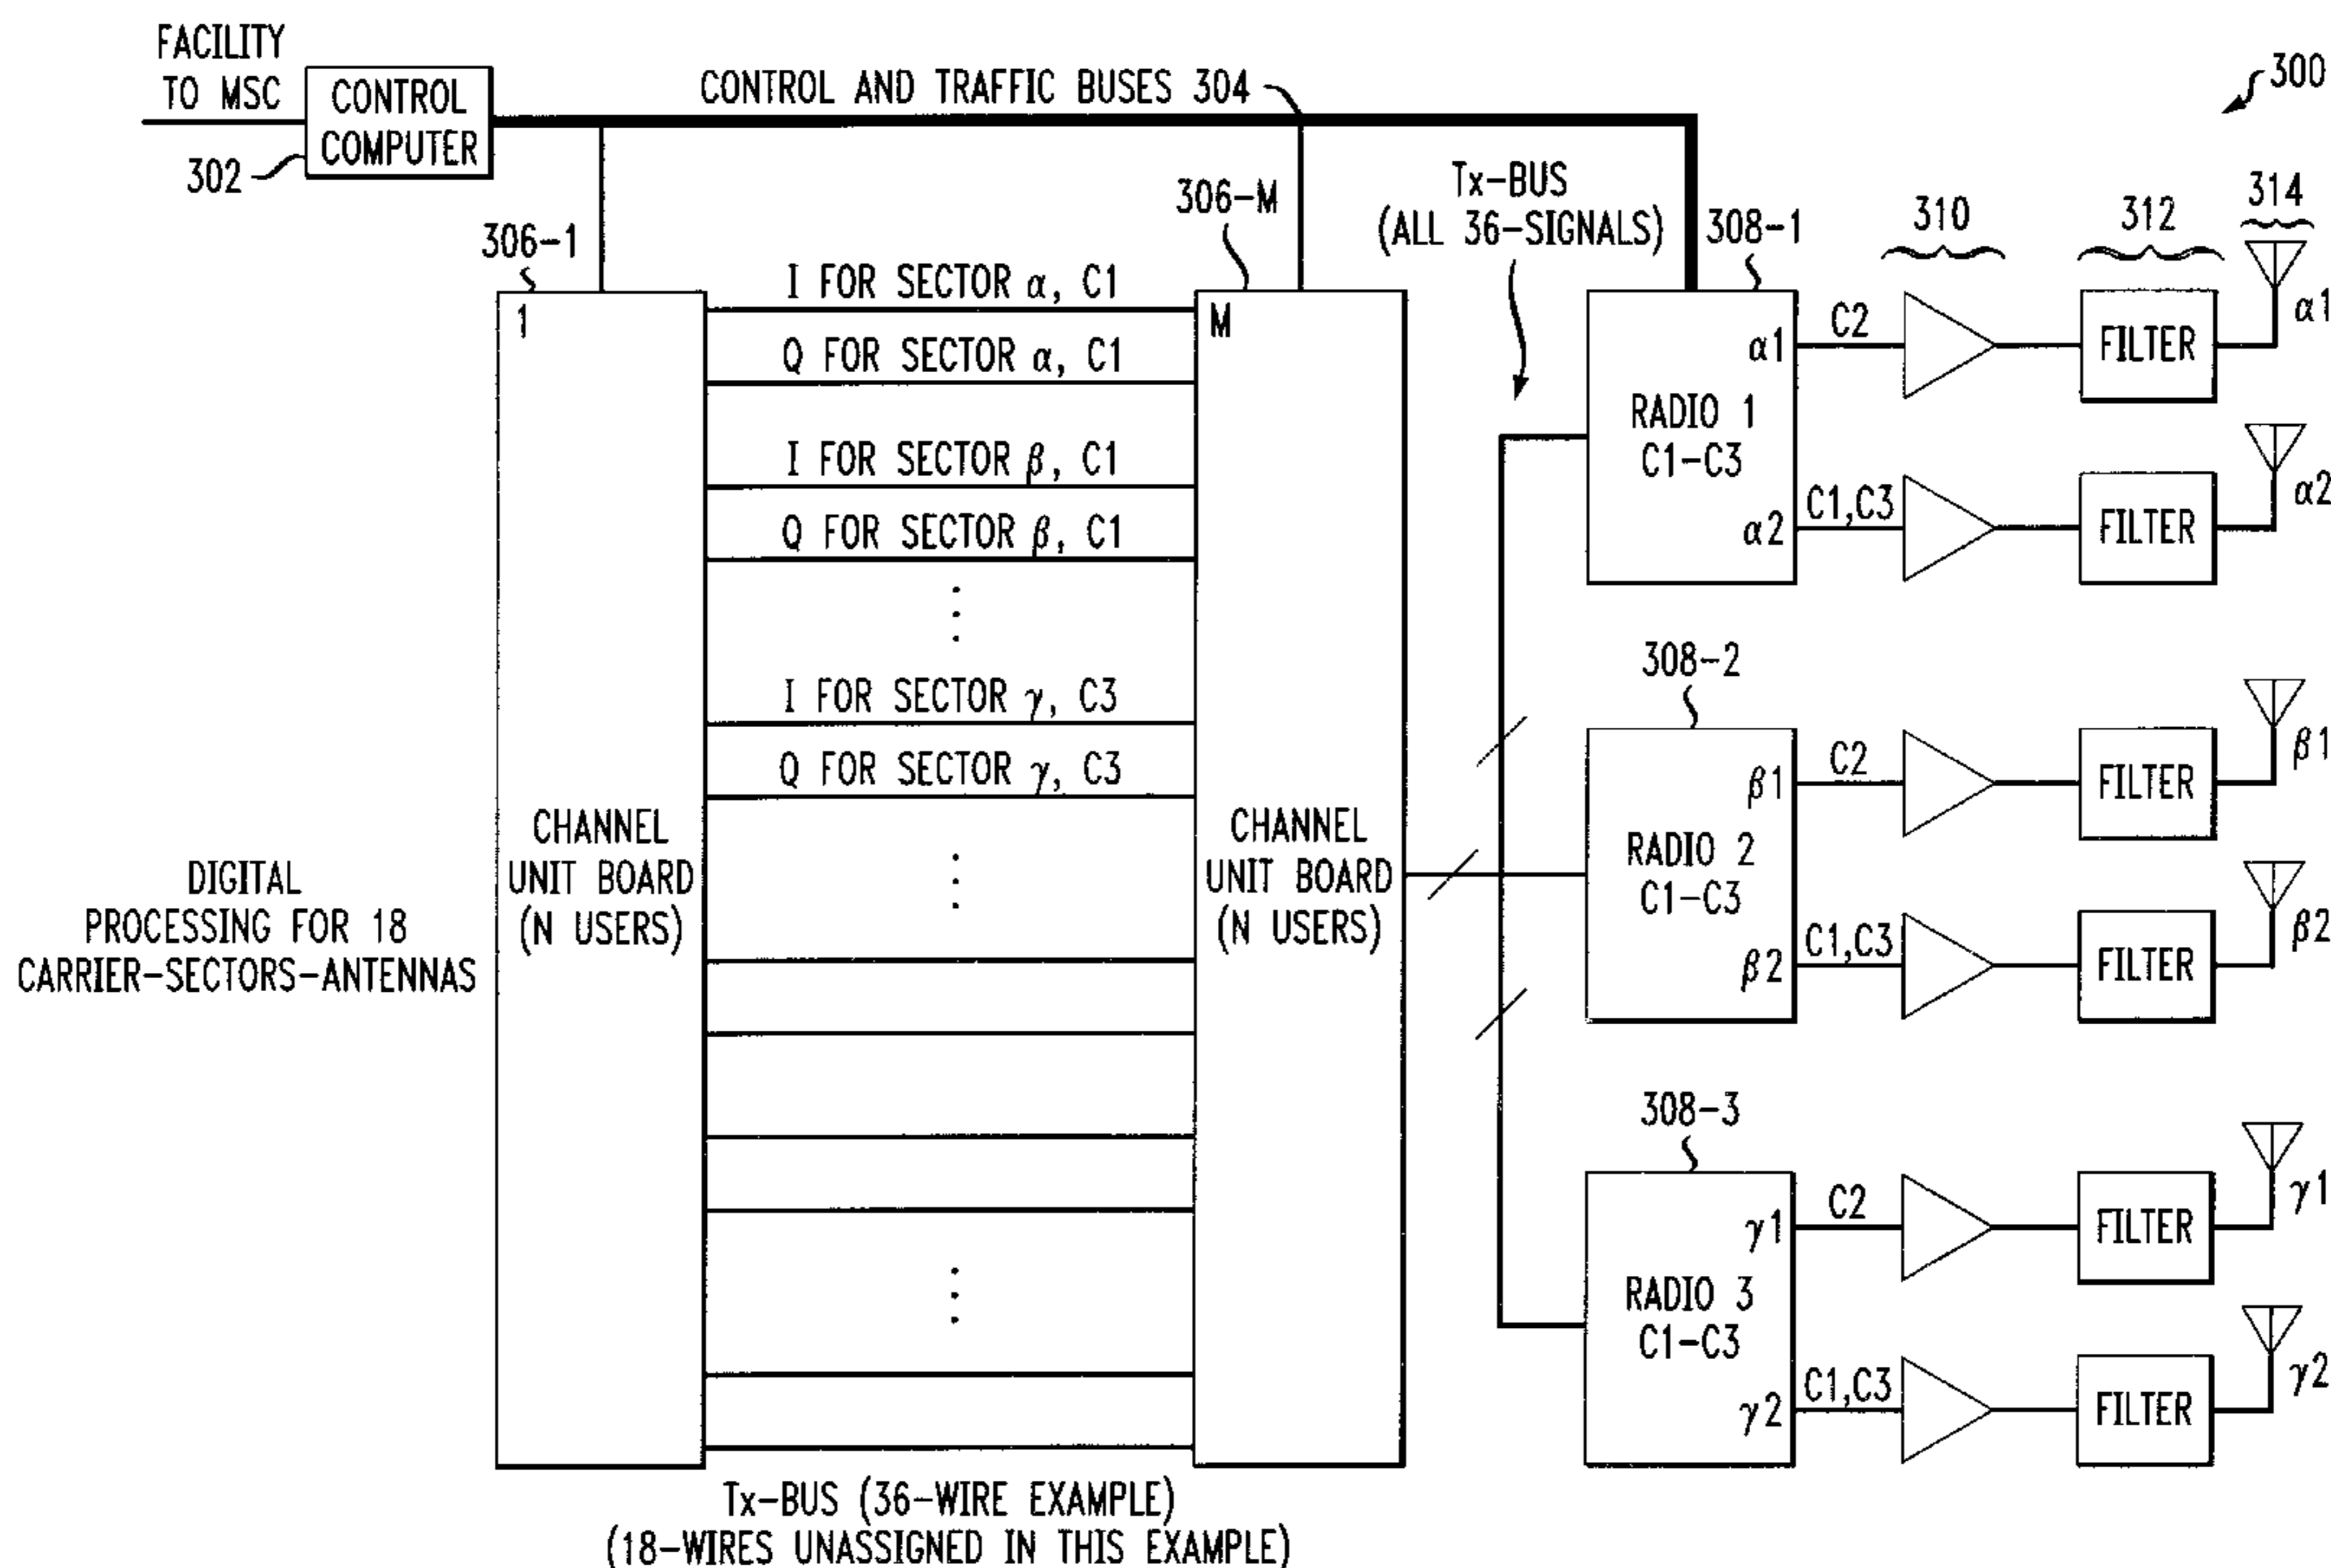 FACILITY
TO MSC
CONTROL
COMPUTER
302
CONTROL AND TRAFFIC BUSES 304
300
306-1
306-M
Tx-BUS
(ALL 36-SIGNALS)
308-1
310
312
314
1
I FOR SECTOR α, C1
Q FOR SECTOR α, C1
I FOR SECTOR β, C1
Q FOR SECTOR β, C1
I FOR SECTOR γ, C3
Q FOR SECTOR γ, C3
M
CHANNEL
UNIT BOARD
(N USERS)
CHANNEL
UNIT BOARD
(N USERS)
DIGITAL
PROCESSING FOR 18
CARRIER-SECTORS-ANTENNAS
α1
C2
FILTER
α1
RADIO 1
C1-C3
α2
C1,C3
FILTER
α2
308-2
β1
C2
FILTER
β1
RADIO 2
C1-C3
β2
C1,C3
FILTER
β2
308-3
γ1
C2
FILTER
γ1
RADIO 3
C1-C3
γ2
C1,C3
FILTER
γ2
Tx-BUS (36-WIRE EXAMPLE)
(18-WIRES UNASSIGNED IN THIS EXAMPLE)